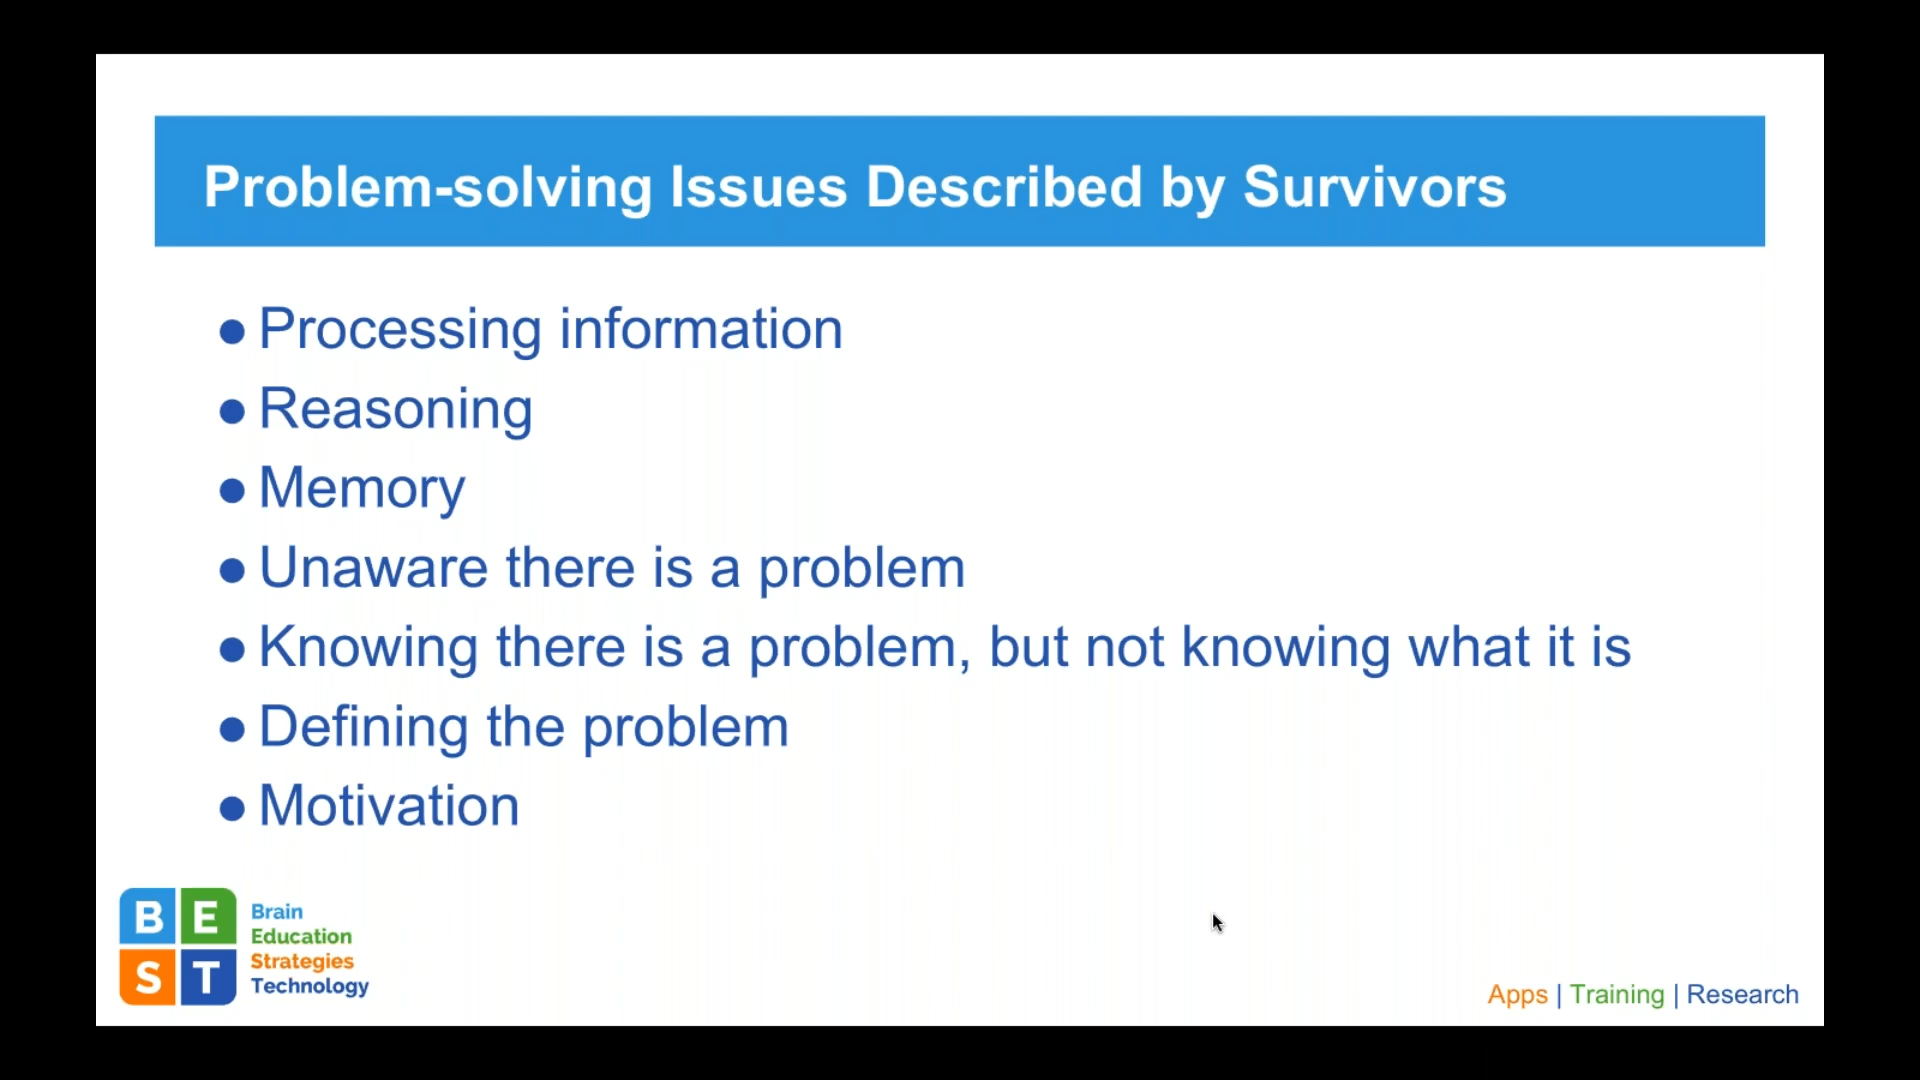 Problem-solving Issues Described by Survivors
● Processing information
● Reasoning
● Memory
● Unaware there is a problem
● Knowing there is a problem, but not knowing what it is
● Defining the problem
● Motivation
B E
S T
Brain
Education
Strategies
Technology
Apps | Training | Research